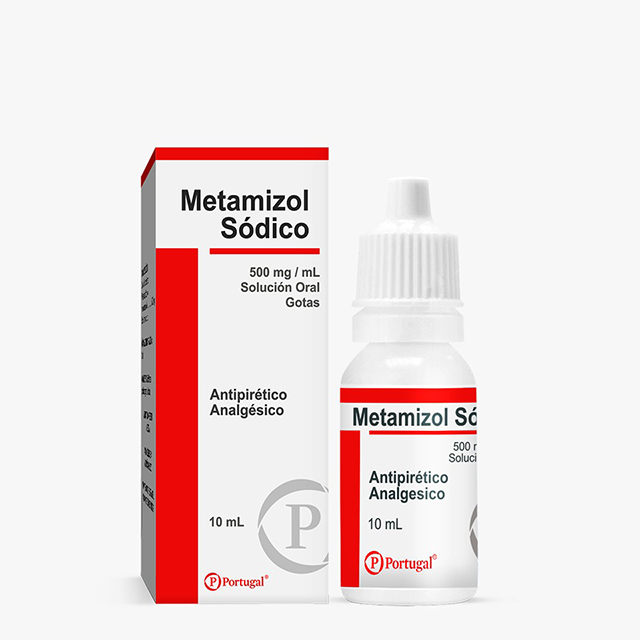 Metamizol
Sódico
500 mg / mL
Solución Oral
Gotas
Antipirético
Analgésico
10 mL
P
P Portugal®
Metamizol Só
500 m
Soluci
Antipirético
Analgesico
10 mL
P
P Portugal®